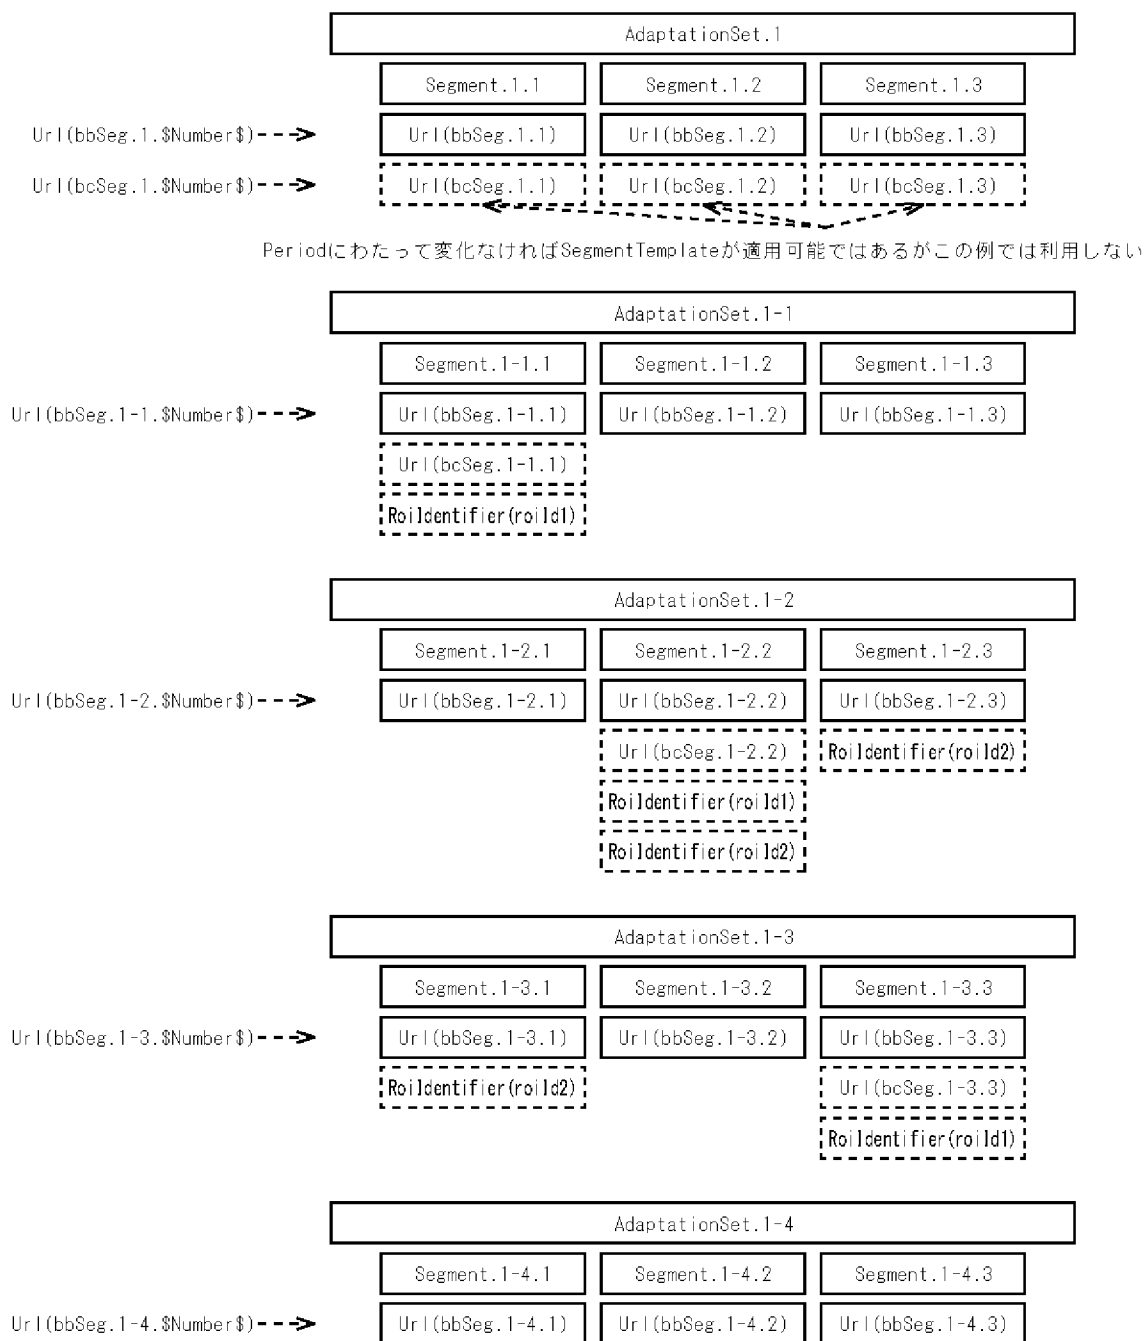 AdaptationSet.1
Segment.1.1 Segment.1.2 Segment.1.3
Url(bbSeg.1.$Number$) Url(bbSeg.1.1) Url(bbSeg.1.2) Url(bbSeg.1.3)
Url(bcSeg.1.$Number$) Url(bcSeg.1.1) Url(bcSeg.1.2) Url(bcSeg.1.3)
Periodにわたって変化なければSegmentTemplateが適用可能ではあるがこの例では利用しない
AdaptationSet.1-1
Segment.1-1.1 Segment.1-1.2 Segment.1-1.3
Url(bbSeg.1-1.$Number$) Url(bbSeg.1-1.1) Url(bbSeg.1-1.2) Url(bbSeg.1-1.3)
Url(bcSeg.1-1.1)
RoiIdentifier(roiId1)
AdaptationSet.1-2
Segment.1-2.1 Segment.1-2.2 Segment.1-2.3
Url(bbSeg.1-2.$Number$) Url(bbSeg.1-2.1) Url(bbSeg.1-2.2) Url(bbSeg.1-2.3)
Url(bcSeg.1-2.2) RoiIdentifier(roiId2)
RoiIdentifier(roiId1)
RoiIdentifier(roiId2)
AdaptationSet.1-3
Segment.1-3.1 Segment.1-3.2 Segment.1-3.3
Url(bbSeg.1-3.$Number$) Url(bbSeg.1-3.1) Url(bbSeg.1-3.2) Url(bbSeg.1-3.3)
RoiIdentifier(roiId2) Url(bcSeg.1-3.3)
RoiIdentifier(roiId1)
AdaptationSet.1-4
Segment.1-4.1 Segment.1-4.2 Segment.1-4.3
Url(bbSeg.1-4.$Number$) Url(bbSeg.1-4.1) Url(bbSeg.1-4.2) Url(bbSeg.1-4.3)